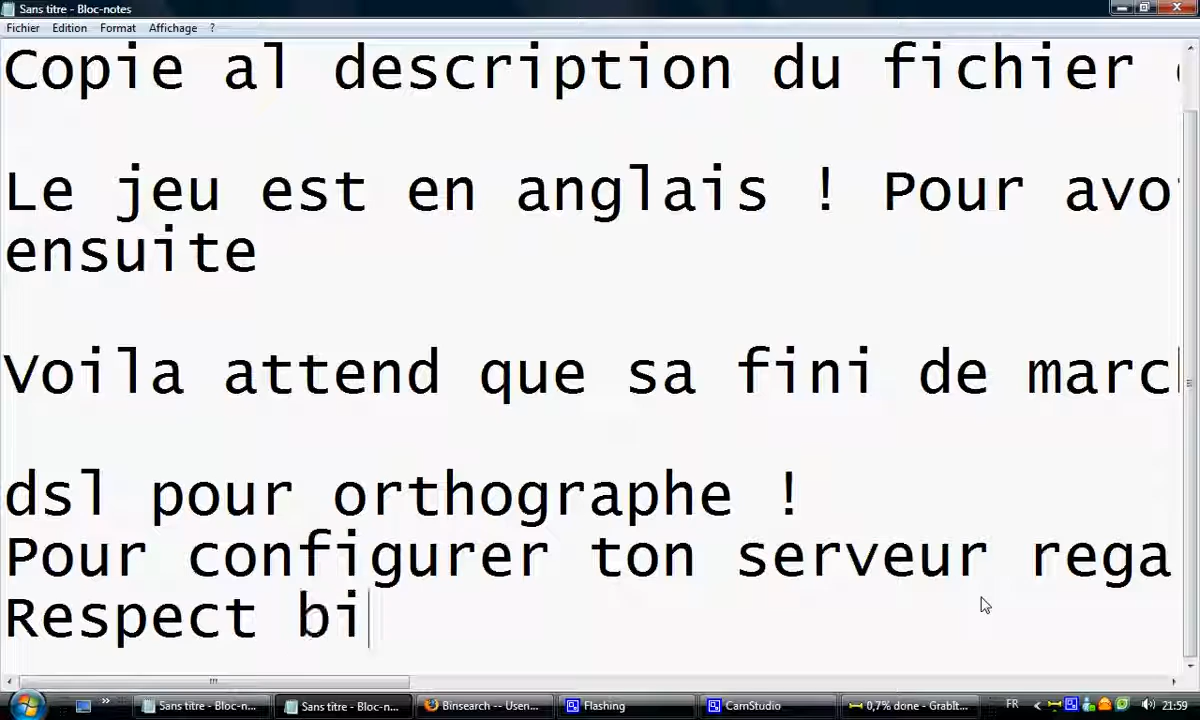 Sans titre - Bloc-notes
Fichier Edition Format Affichage ?
Copie al description du fichier
Le jeu est en anglais ! Pour avo
ensuite
Voila attend que sa fini de marc
dsl pour orthographe !
Pour configurer ton serveur rega
Respect bi
» Sans titre - Bloc-n... Sans titre - Bloc-n... Binsearch -- Usen... Flashing CamStudio 0,7% done - GrabIt... FR 21:59